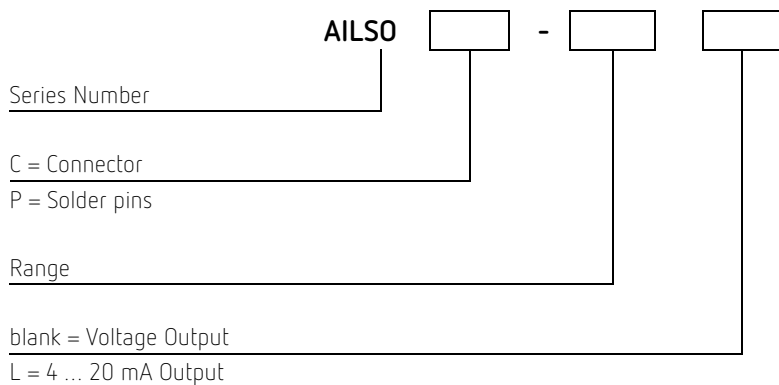 AILSO -
Series Number
C = Connector
P = Solder pins
Range
blank = Voltage Output
L = 4 ... 20 mA Output